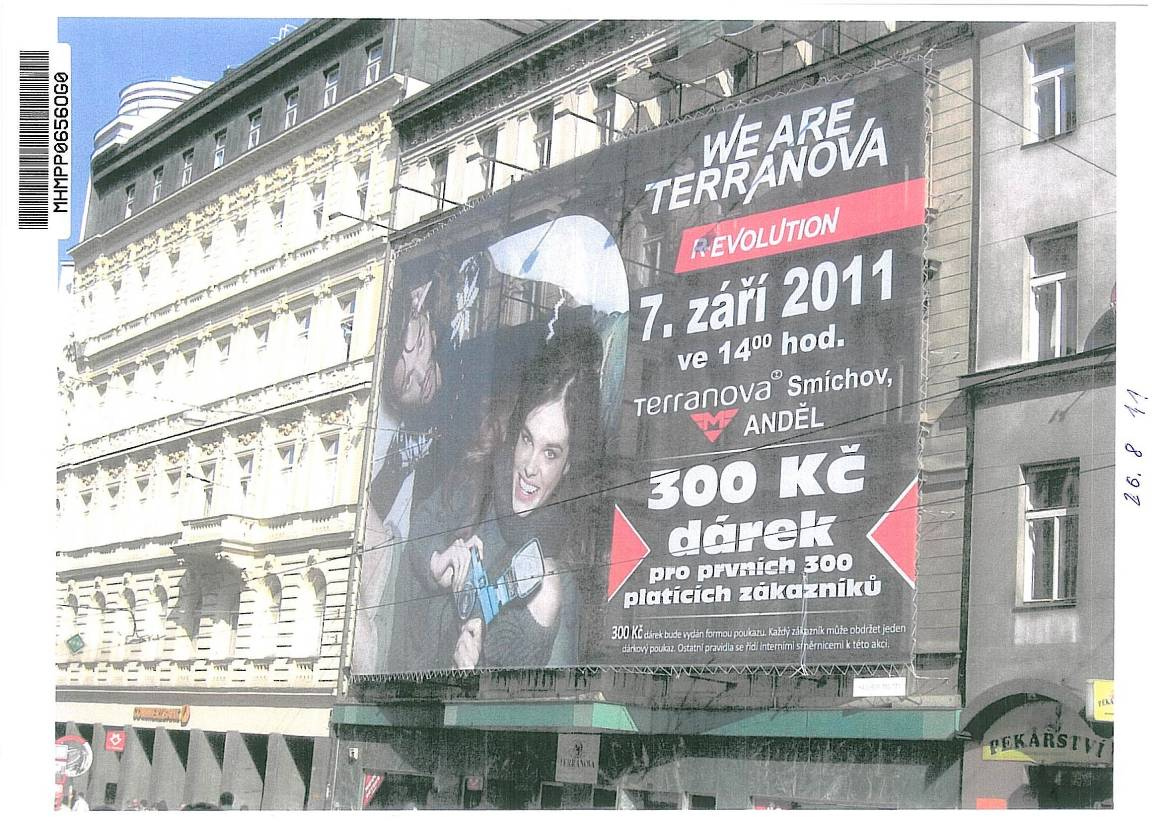 MHMPP06560G0
WE ARE
TERRANOVA
R-EVOLUTION
7. září 2011
ve 14⁰⁰ hod.
Terranova® Smíchov,
ANDĚL
300 Kč
dárek
pro prvních 300
platících zákazníků
300 Kč dárek bude vydán formou poukazu. Každý zákazník může obdržet jeden
dárkový poukaz. Ostatní pravidla se řídí interními směrnicemi k této akci.
TERRANOVA
PEKAŘSTVÍ
26. 8 11